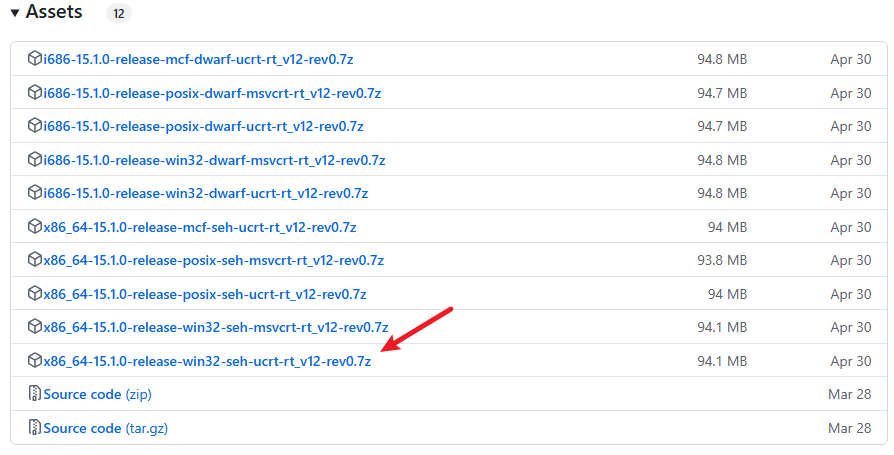 Assets 12
i686-15.1.0-release-mcf-dwarf-ucrt-rt_v12-rev0.7z 94.8 MB Apr 30
i686-15.1.0-release-posix-dwarf-msvcrt-rt_v12-rev0.7z 94.7 MB Apr 30
i686-15.1.0-release-posix-dwarf-ucrt-rt_v12-rev0.7z 94.7 MB Apr 30
i686-15.1.0-release-win32-dwarf-msvcrt-rt_v12-rev0.7z 94.8 MB Apr 30
i686-15.1.0-release-win32-dwarf-ucrt-rt_v12-rev0.7z 94.8 MB Apr 30
x86_64-15.1.0-release-mcf-seh-ucrt-rt_v12-rev0.7z 94 MB Apr 30
x86_64-15.1.0-release-posix-seh-msvcrt-rt_v12-rev0.7z 93.8 MB Apr 30
x86_64-15.1.0-release-posix-seh-ucrt-rt_v12-rev0.7z 94 MB Apr 30
x86_64-15.1.0-release-win32-seh-msvcrt-rt_v12-rev0.7z 94.1 MB Apr 30
x86_64-15.1.0-release-win32-seh-ucrt-rt_v12-rev0.7z 94.1 MB Apr 30
Source code (zip) Mar 28
Source code (tar.gz) Mar 28